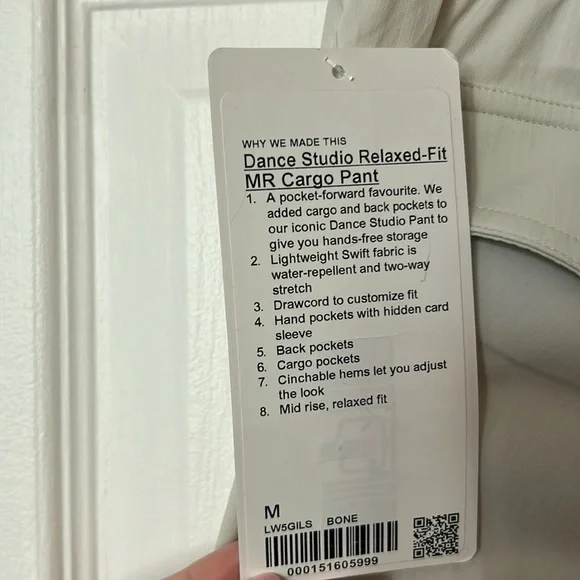 WHY WE MADE THIS
Dance Studio Relaxed-Fit
MR Cargo Pant
1. A pocket-forward favourite. We
added cargo and back pockets to
our iconic Dance Studio Pant to
give you hands-free storage
2. Lightweight Swift fabric is
water-repellent and two-way
stretch
3. Drawcord to customize fit
4. Hand pockets with hidden card
sleeve
5. Back pockets
6. Cargo pockets
7. Cinchable hems let you adjust
the look
8. Mid rise, relaxed fit
M
LW5GILS BONE
000151605999